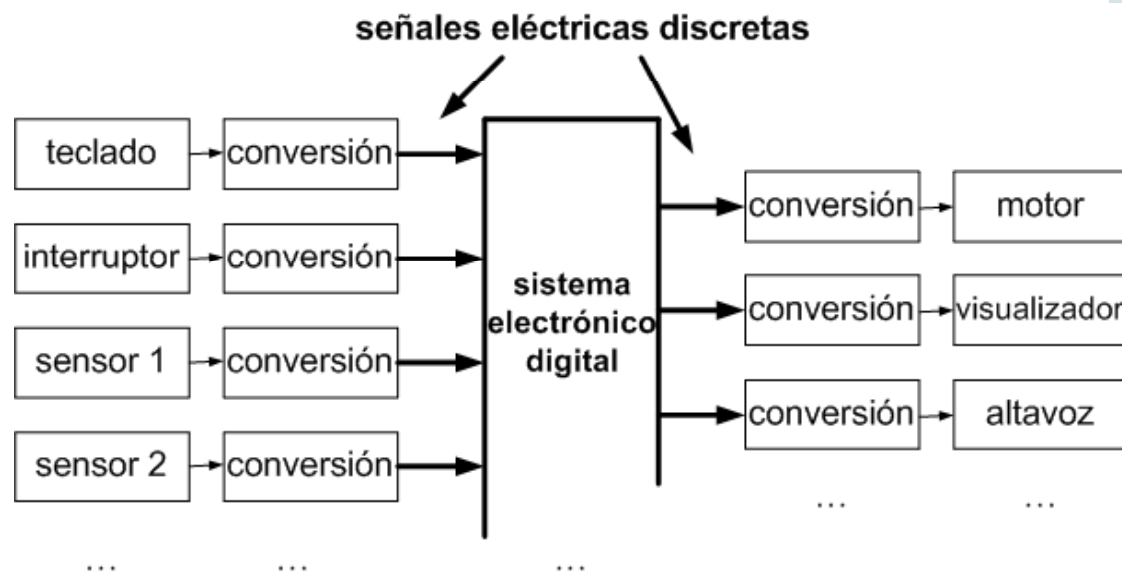 señales eléctricas discretas
teclado
conversión
interruptor
conversión
sensor 1
conversión
sensor 2
conversión
...
...
sistema
electrónico
digital
...
conversión
motor
conversión
visualizador
conversión
altavoz
...
...